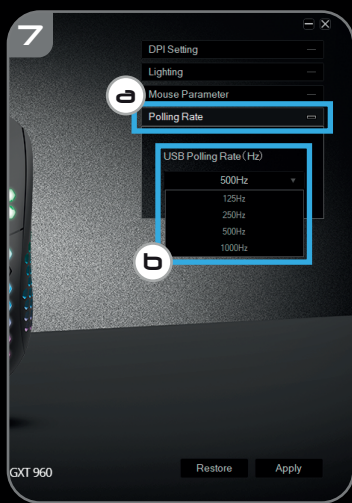 7
DPI Setting
Lighting
a
Mouse Parameter
Polling Rate
USB Polling Rate(Hz)
500Hz
125Hz
250Hz
500Hz
1000Hz
b
GXT 960
Restore
Apply